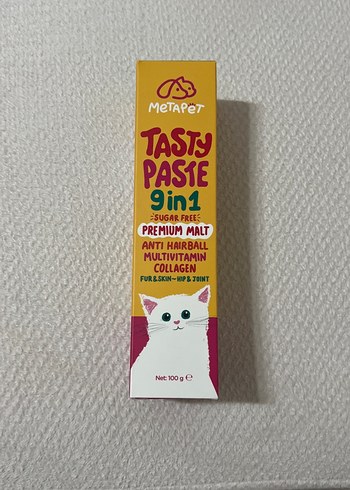 METAPET
TASTY
PASTE
9in1
SUGAR FREE
PREMIUM MALT
ANTI HAIRBALL
MULTIVITAMIN
COLLAGEN
FUR & SKIN ~ HIP & JOINT
Net: 100 g ℮